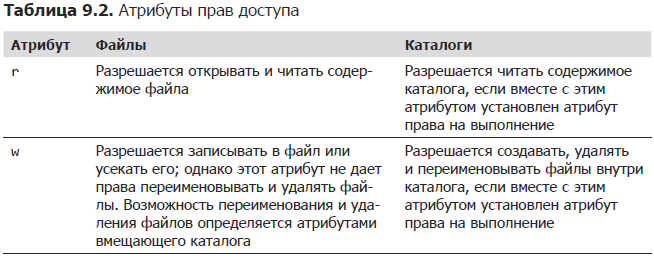 Таблица 9.2. Атрибуты прав доступа
Атрибут Файлы Каталоги
r Разрешается открывать и читать содер- Разрешается читать содержимое
жимое файла каталога, если вместе с этим
атрибутом установлен атрибут
права на выполнение
w Разрешается записывать в файл или Разрешается создавать, удалять
усекать его; однако этот атрибут не дает и переименовывать файлы внутри
права переименовывать и удалять фай- каталога, если вместе с этим
лы. Возможность переименования и уда- атрибутом установлен атрибут
ления файлов определяется атрибутами права на выполнение
вмещающего каталога